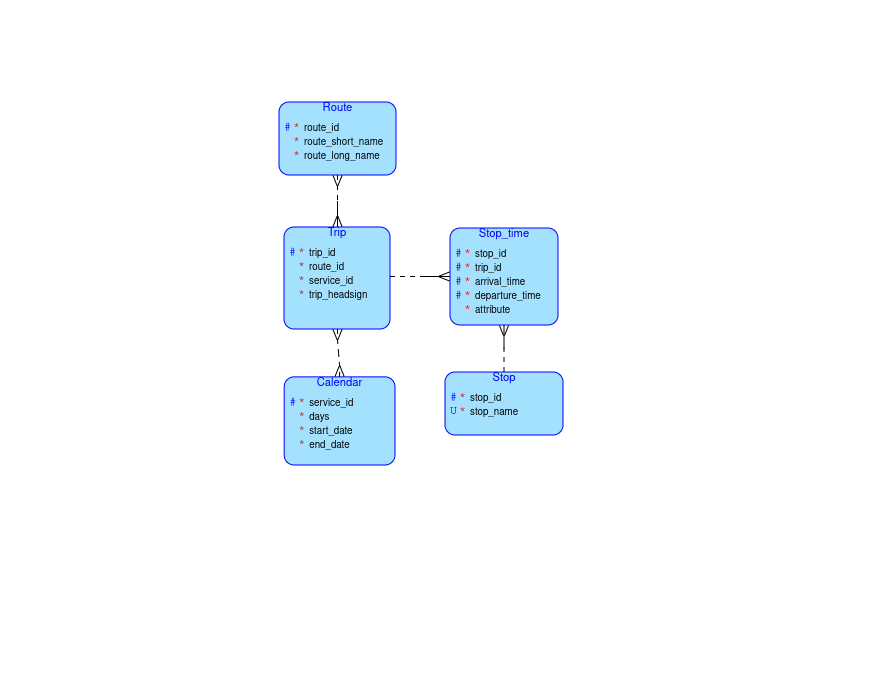 Route
# * route_id
* route_short_name
* route_long_name
Trip
# * trip_id
* route_id
* service_id
* trip_headsign
Stop_time
# * stop_id
# * trip_id
# * arrival_time
# * departure_time
* attribute
Calendar
# * service_id
* days
* start_date
* end_date
Stop
# * stop_id
U * stop_name